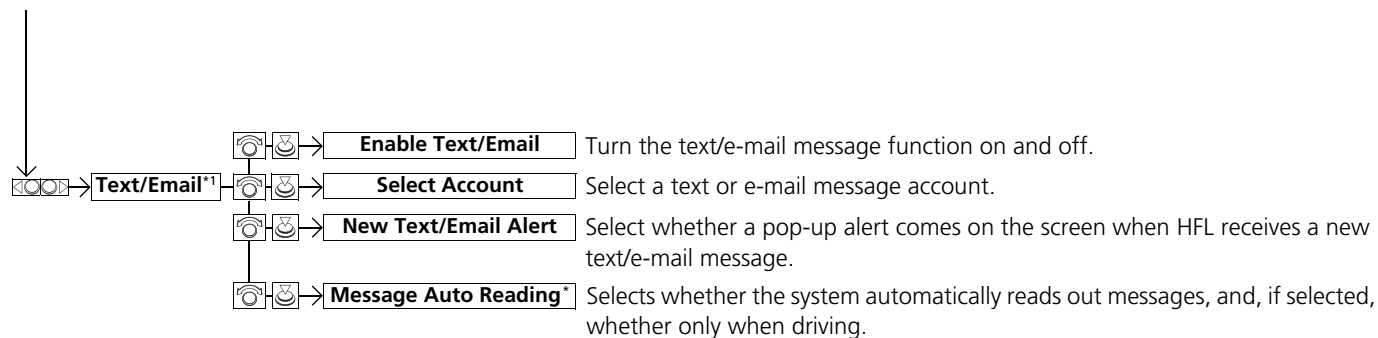 Enable Text/Email Turn the text/e-mail message function on and off.
Text/Email*1 Select Account Select a text or e-mail message account.
New Text/Email Alert Select whether a pop-up alert comes on the screen when HFL receives a new
text/e-mail message.
Message Auto Reading* Selects whether the system automatically reads out messages, and, if selected,
whether only when driving.